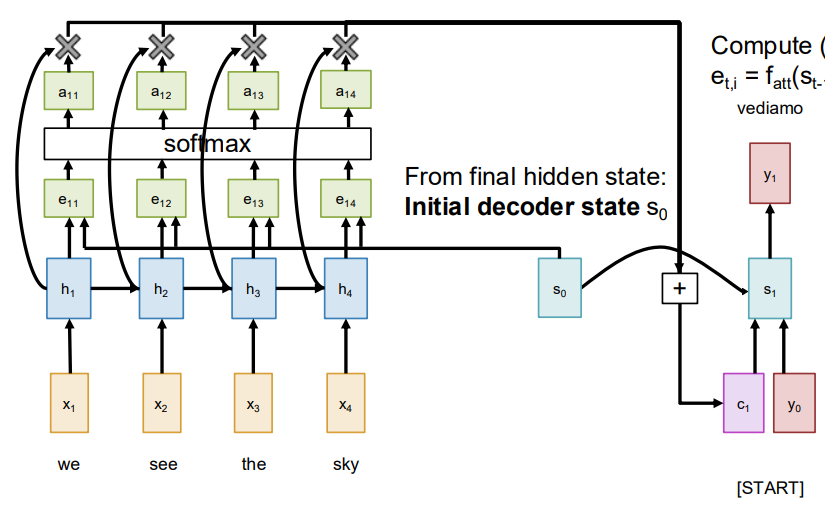 Compute (
e_{t,i} = f_{att}(s_{t-
vediamo
a₁₁ a₁₂ a₁₃ a₁₄
softmax
y₁
From final hidden state:
Initial decoder state s₀
e₁₁ e₁₂ e₁₃ e₁₄
h₁ h₂ h₃ h₄ s₀ + s₁
x₁ x₂ x₃ x₄ c₁ y₀
we see the sky
[START]